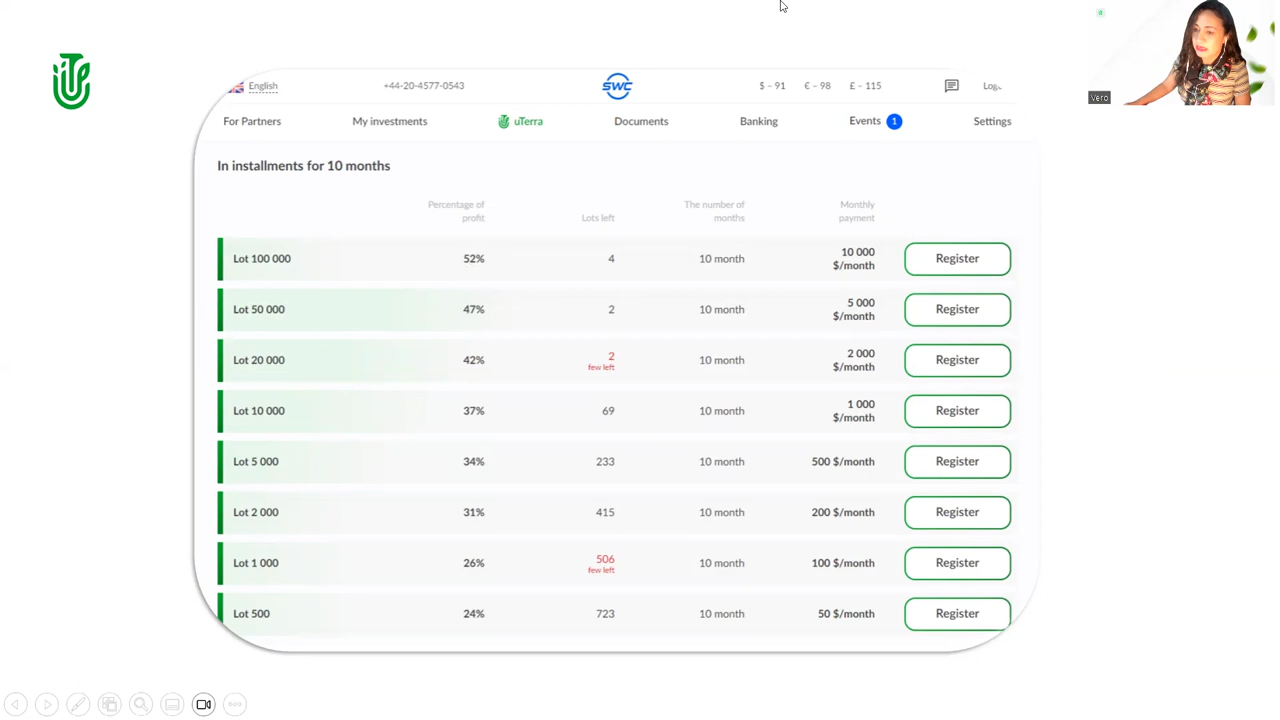 Vero
English
+44-20-4577-0543
SWC
$ – 91 € – 98 £ – 115
For Partners My investments uTerra Documents Banking Events 1 Settings
In installments for 10 months
Percentage of profit Lots left The number of months Monthly payment
Lot 100 000 52% 4 10 month 10 000 $/month Register
Lot 50 000 47% 2 10 month 5 000 $/month Register
Lot 20 000 42% 2 few left 10 month 2 000 $/month Register
Lot 10 000 37% 69 10 month 1 000 $/month Register
Lot 5 000 34% 233 10 month 500 $/month Register
Lot 2 000 31% 415 10 month 200 $/month Register
Lot 1 000 26% 506 few left 10 month 100 $/month Register
Lot 500 24% 723 10 month 50 $/month Register